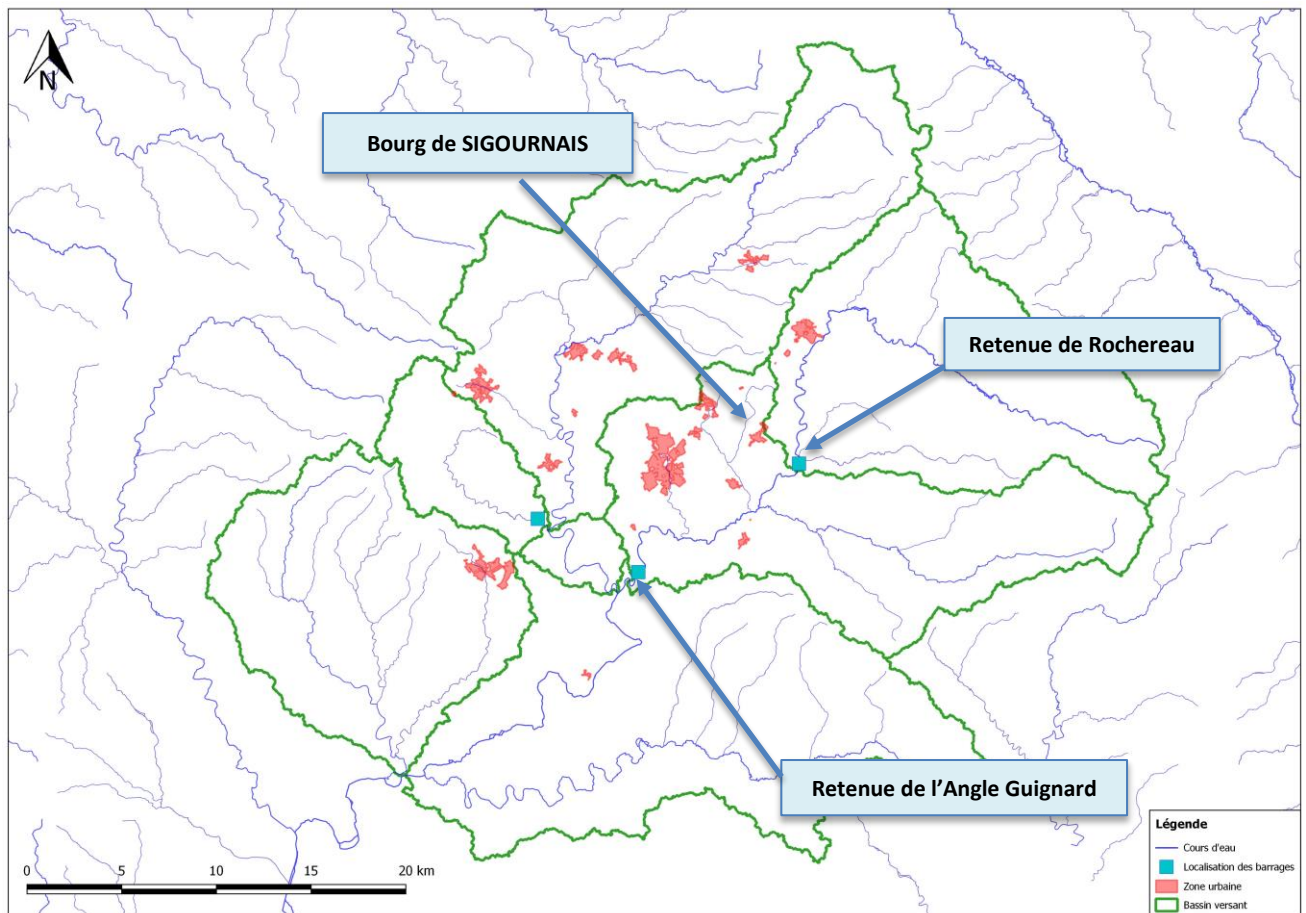 N
Bourg de SIGOURNAIS
Retenue de Rochereau
Retenue de l’Angle Guignard
0 5 10 15 20 km
Légende
Cours d'eau
Localisation des barrages
Zone urbaine
Bassin versant